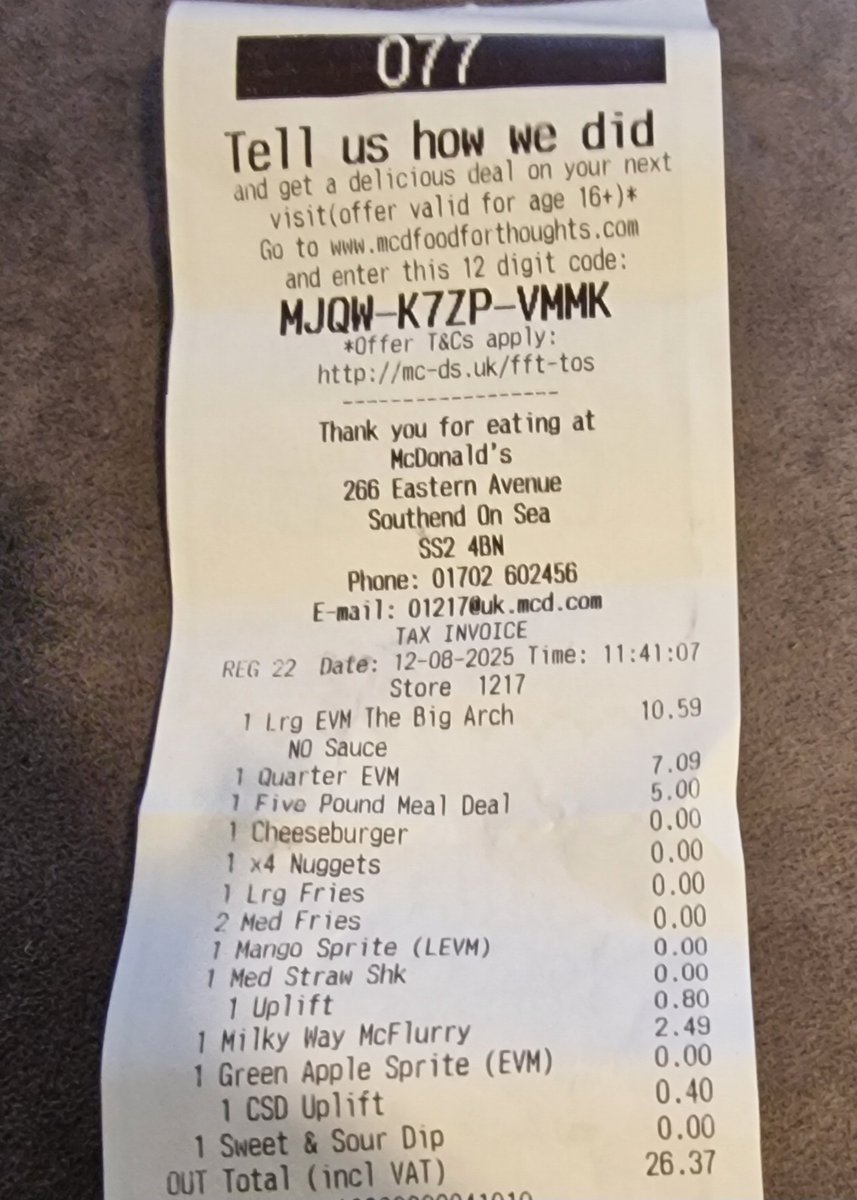 077
Tell us how we did
and get a delicious deal on your next
visit(offer valid for age 16+)*
Go to www.mcdfoodforthoughts.com
and enter this 12 digit code:
MJQW-K7ZP-VMMK
*Offer T&Cs apply:
http://mc-ds.uk/fft-tos
------------------
Thank you for eating at
McDonald's
266 Eastern Avenue
Southend On Sea
SS2 4BN
Phone: 01702 602456
E-mail: 01217@uk.mcd.com
TAX INVOICE
REG 22 Date: 12-08-2025 Time: 11:41:07
Store 1217
1 Lrg EVM The Big Arch 10.59
NO Sauce
1 Quarter EVM 7.09
1 Five Pound Meal Deal 5.00
1 Cheeseburger 0.00
1 x4 Nuggets 0.00
1 Lrg Fries 0.00
2 Med Fries 0.00
1 Mango Sprite (LEVM) 0.00
1 Med Straw Shk 0.00
1 Uplift 0.80
1 Milky Way McFlurry 2.49
1 Green Apple Sprite (EVM) 0.00
1 CSD Uplift 0.40
1 Sweet & Sour Dip 0.00
OUT Total (incl VAT) 26.37